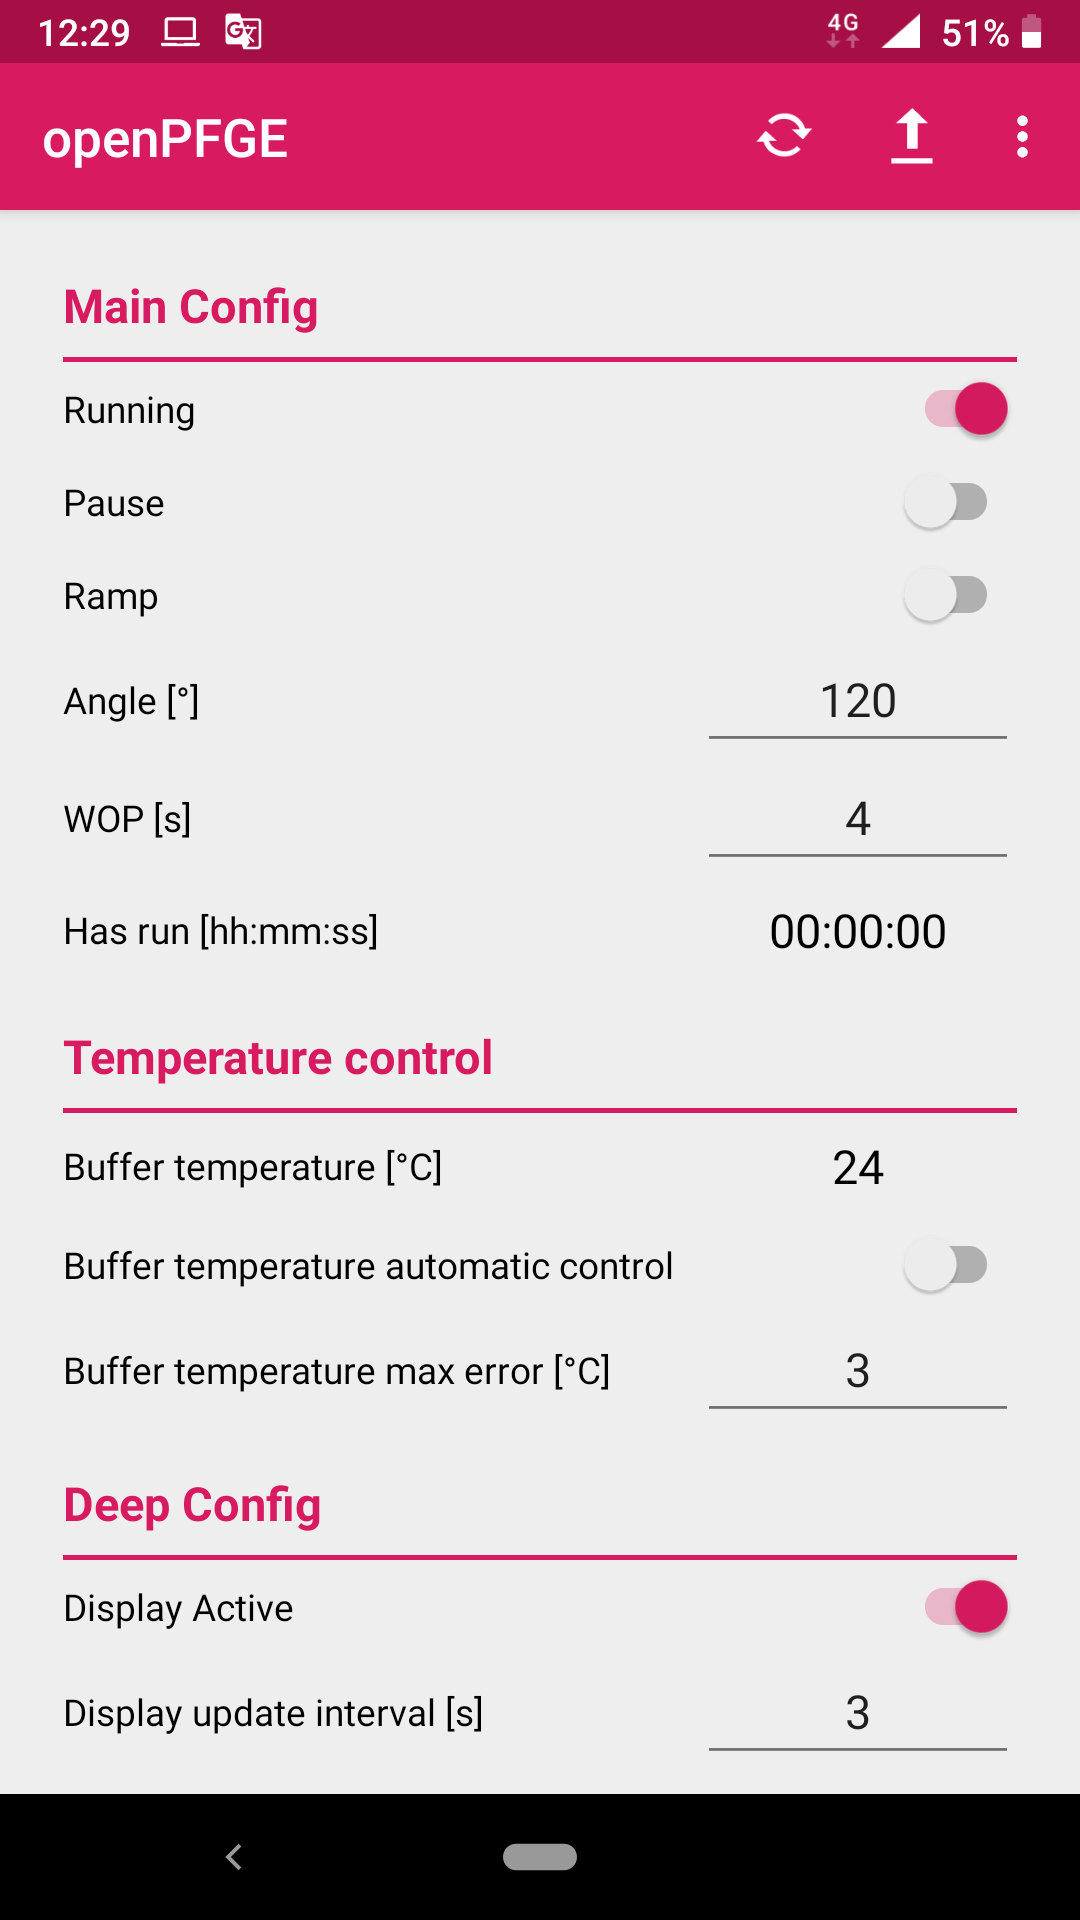 12:29
4G
51%
openPFGE
Main Config
Running
Pause
Ramp
Angle [°]
120
WOP [s]
4
Has run [hh:mm:ss]
00:00:00
Temperature control
Buffer temperature [°C]
24
Buffer temperature automatic control
Buffer temperature max error [°C]
3
Deep Config
Display Active
Display update interval [s]
3